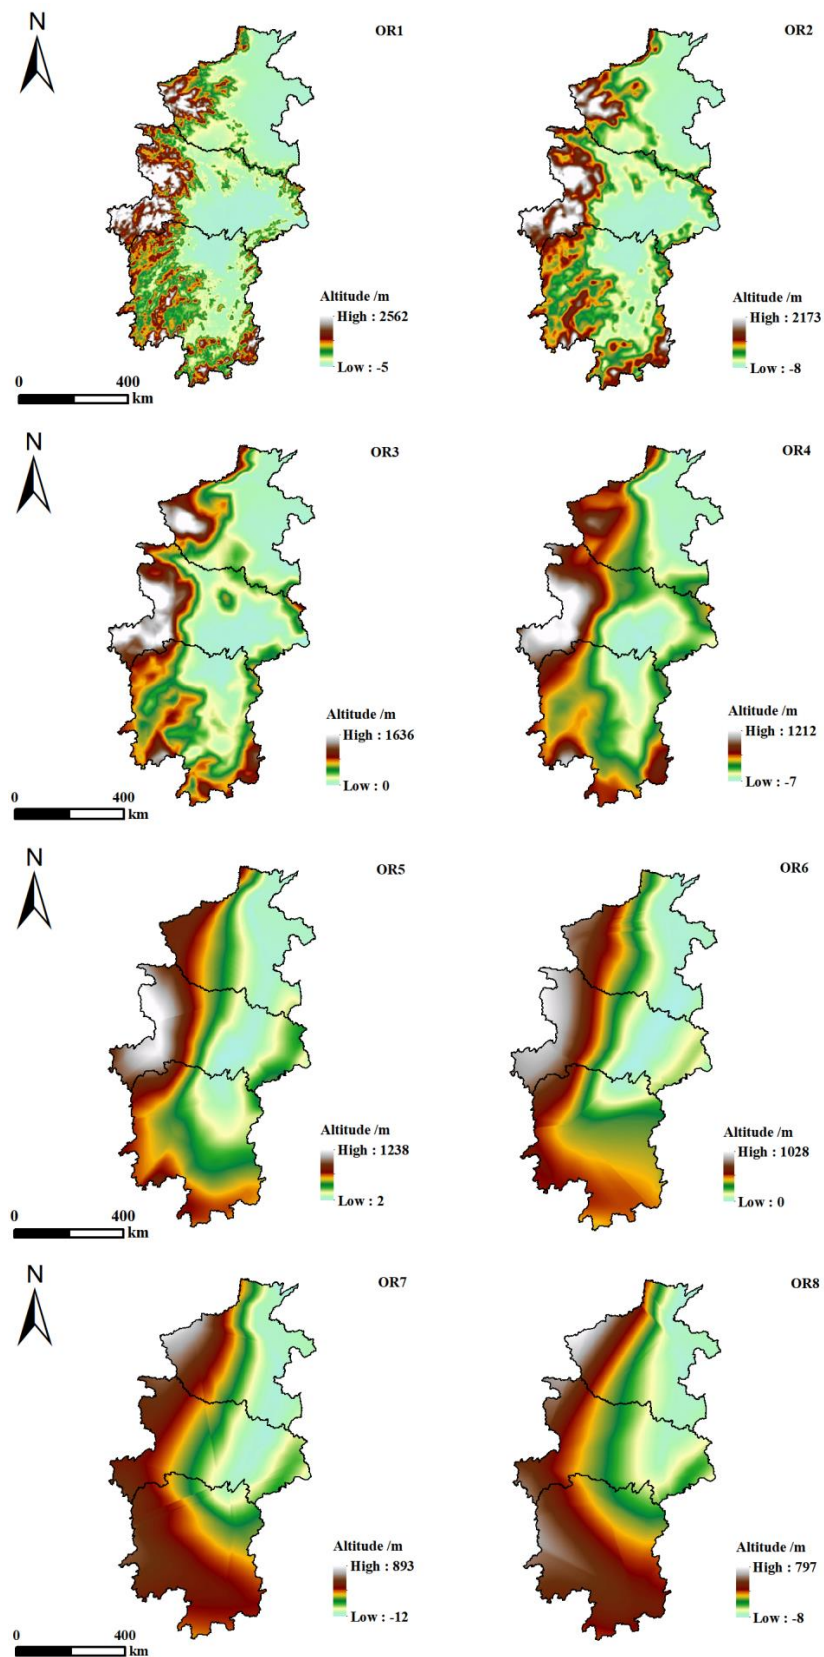 N
OR1
OR2
Altitude /m
High : 2562
Low : -5
Altitude /m
High : 2173
Low : -8
0 400
km
N
OR3
OR4
Altitude /m
High : 1636
Low : 0
Altitude /m
High : 1212
Low : -7
0 400
km
N
OR5
OR6
Altitude /m
High : 1238
Low : 2
Altitude /m
High : 1028
Low : 0
0 400
km
N
OR7
OR8
Altitude /m
High : 893
Low : -12
Altitude /m
High : 797
Low : -8
0 400
km